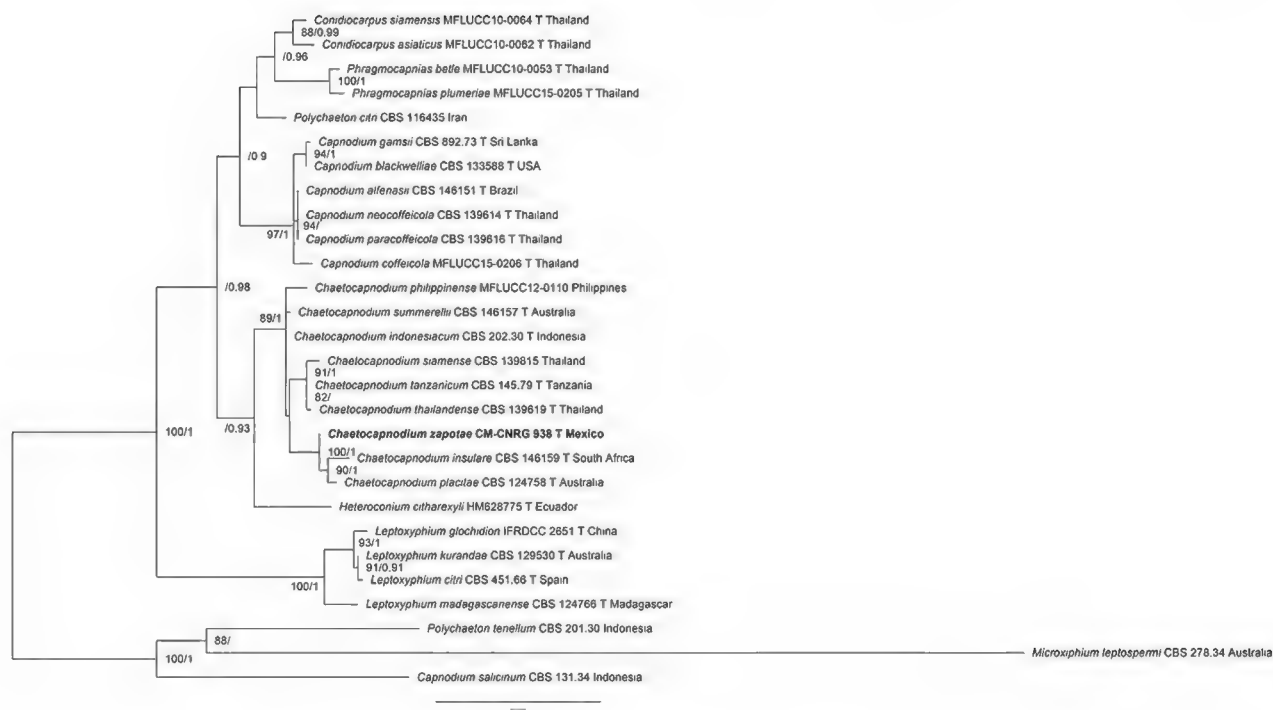 Conidiocarpus siamensis MFLUCC10-0064 T Thailand
88/0.99
Conidiocarpus asiaticus MFLUCC10-0062 T Thailand
/0.96
Phragmocapnias betle MFLUCC10-0053 T Thailand
100/1
Phragmocapnias plumeriae MFLUCC15-0205 T Thailand
Polychaeton citri CBS 116435 Iran
Capnodium gamsii CBS 892.73 T Sri Lanka
/0.9
94/1
Capnodium blackwelliae CBS 133588 T USA
Capnodium alfenasii CBS 146151 T Brazil
Capnodium neocoffeicola CBS 139614 T Thailand
94/
97/1
Capnodium paracoffeicola CBS 139616 T Thailand
Capnodium coffeicola MFLUCC15-0206 T Thailand
/0.98
Chaetocapnodium philippinense MFLUCC12-0110 Philippines
Chaetocapnodium summerellii CBS 146157 T Australia
89/1
Chaetocapnodium indonesiacum CBS 202.30 T Indonesia
Chaetocapnodium siamense CBS 139815 Thailand
91/1
Chaetocapnodium tanzanicum CBS 145.79 T Tanzania
82/
Chaetocapnodium thailandense CBS 139619 T Thailand
/0.93
100/1
Chaetocapnodium zapotae CM-CNRG 938 T Mexico
100/1
Chaetocapnodium insulare CBS 146159 T South Africa
90/1
Chaetocapnodium placitae CBS 124758 T Australia
Heteroconium citharexyli HM628775 T Ecuador
Leptoxyphium glochidion IFRDCC 2651 T China
93/1
Leptoxyphium kurandae CBS 129530 T Australia
91/0.91
Leptoxyphium citri CBS 451.66 T Spain
100/1
Leptoxyphium madagascariense CBS 124766 T Madagascar
Polychaeton tenellum CBS 201.30 Indonesia
88/
Microxiphium leptospermi CBS 278.34 Australia
100/1
Capnodium salicinum CBS 131.34 Indonesia